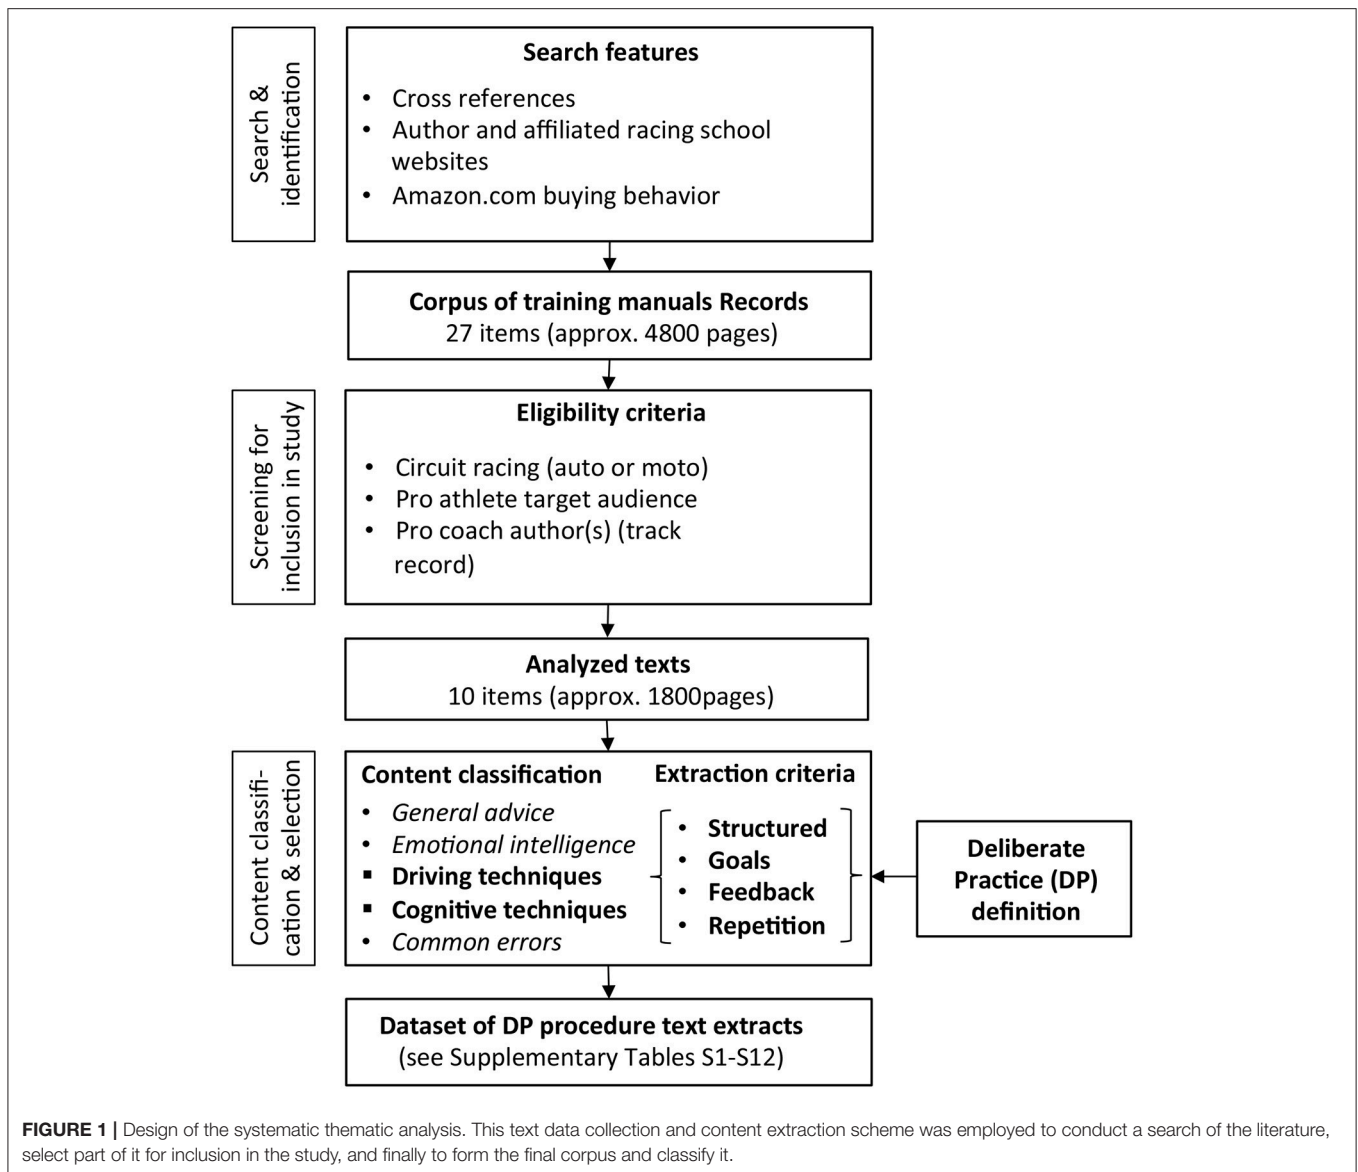 Search &
identification
Search features
• Cross references
• Author and affiliated racing school
websites
• Amazon.com buying behavior
Corpus of training manuals Records
27 items (approx. 4800 pages)
Screening for
inclusion in study
Eligibility criteria
• Circuit racing (auto or moto)
• Pro athlete target audience
• Pro coach author(s) (track
record)
Analyzed texts
10 items (approx. 1800pages)
Content classifi-
cation & selection
Content classification
• General advice
• Emotional intelligence
▪ Driving techniques
▪ Cognitive techniques
• Common errors
Extraction criteria
• Structured
• Goals
• Feedback
• Repetition
Deliberate
Practice (DP)
definition
Dataset of DP procedure text extracts
(see Supplementary Tables S1-S12)
FIGURE 1 | Design of the systematic thematic analysis. This text data collection and content extraction scheme was employed to conduct a search of the literature,
select part of it for inclusion in the study, and finally to form the final corpus and classify it.